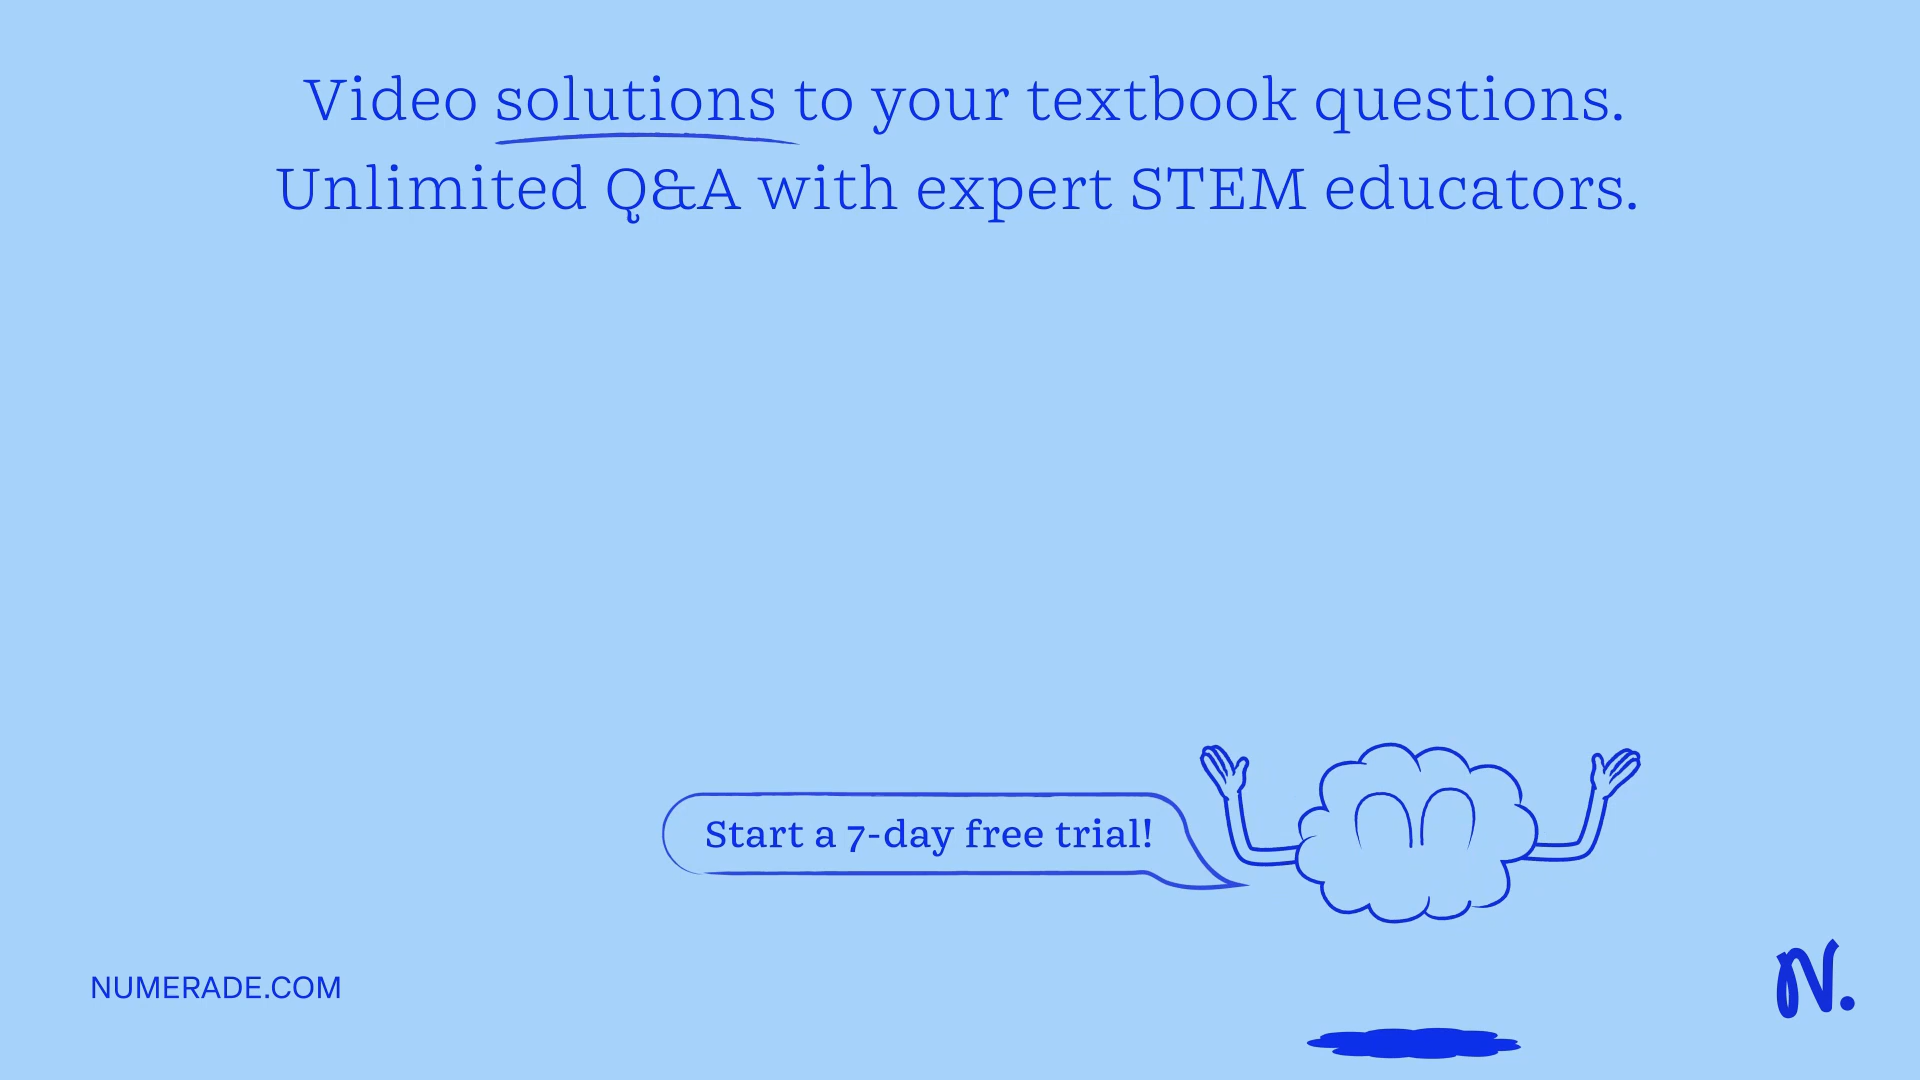 Video solutions to your textbook questions.
Unlimited Q&A with expert STEM educators.
Start a 7-day free trial!
NUMERADE.COM
N.